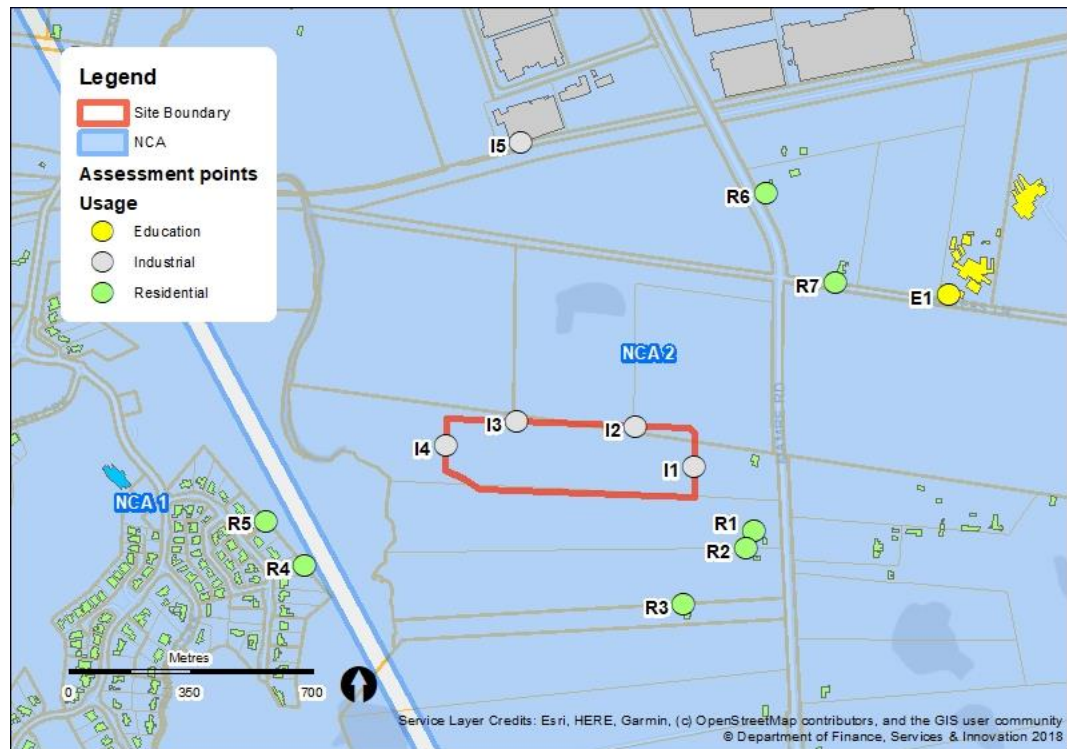 Legend
Site Boundary
NCA
Assessment points
Usage
Education
Industrial
Residential
I5
R6
R7
E1
NCA 2
MAMRE RD
I3
I2
I4
I1
NCA 1
R5
R1
R2
R4
R3
Metres
0 350 700
Service Layer Credits: Esri, HERE, Garmin, (c) OpenStreetMap contributors, and the GIS user community
© Department of Finance, Services & Innovation 2018